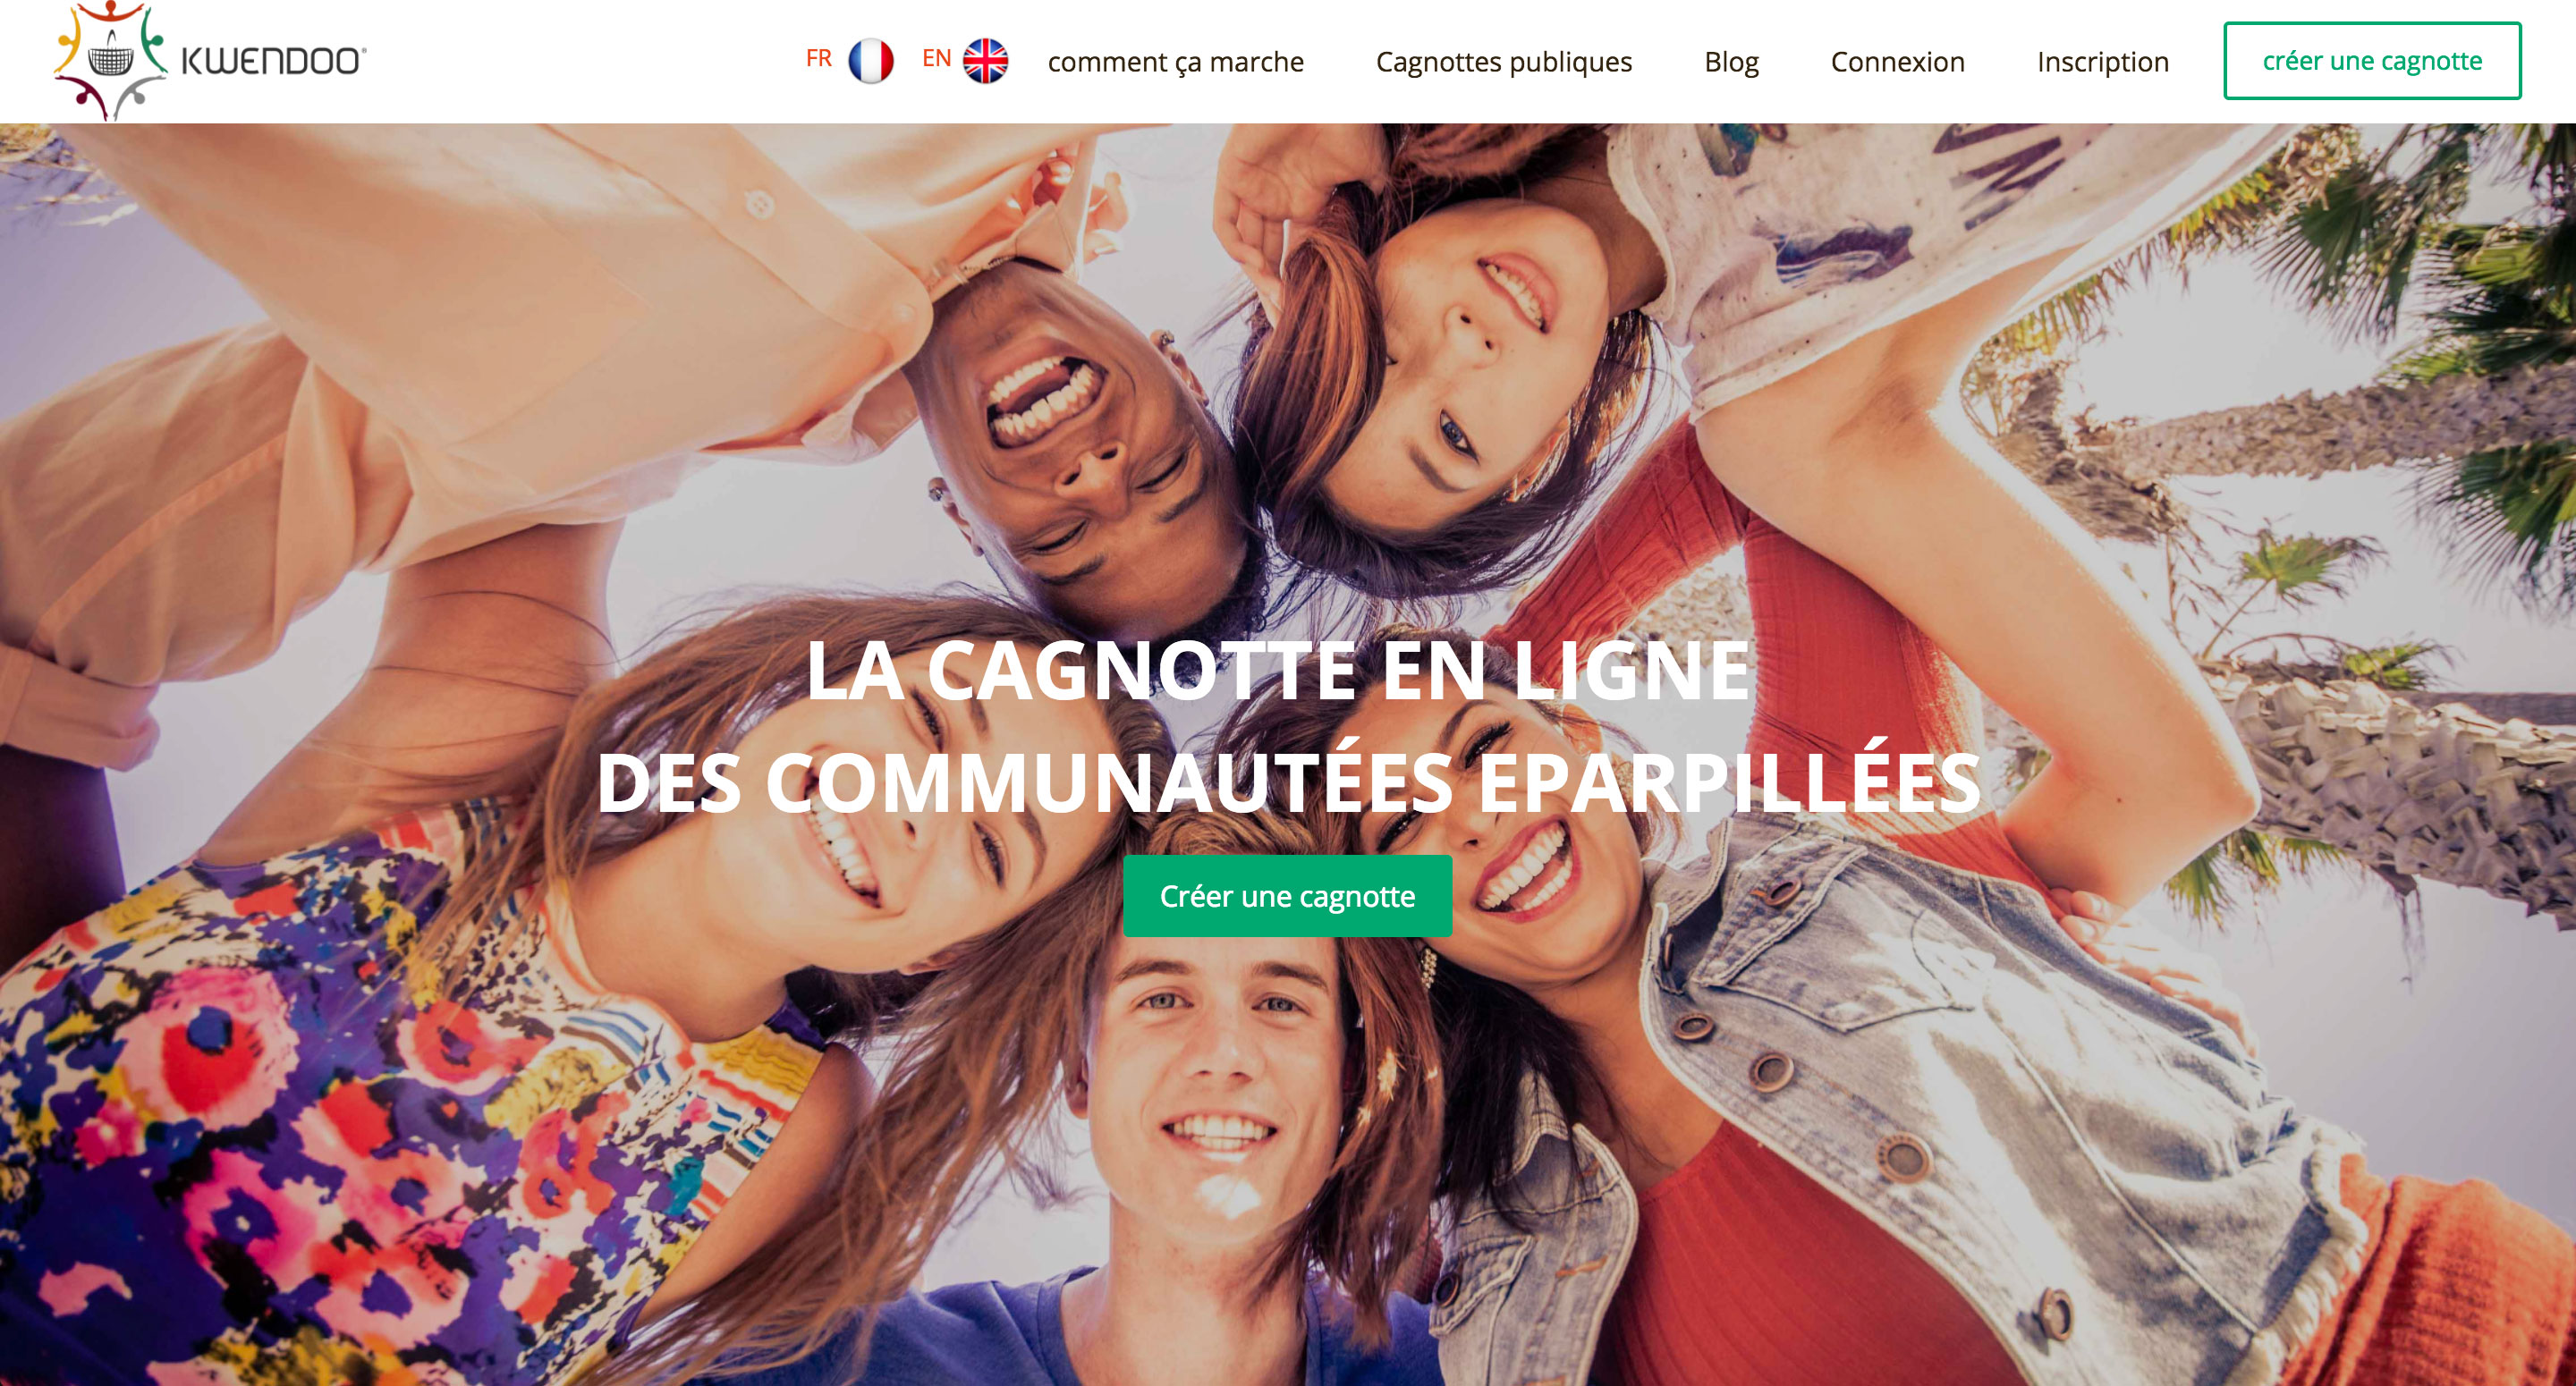 KWENDOO®
FR EN comment ça marche Cagnottes publiques Blog Connexion Inscription créer une cagnotte
LA CAGNOTTE EN LIGNE
DES COMMUNAUTÉES EPARPILLÉES
Créer une cagnotte